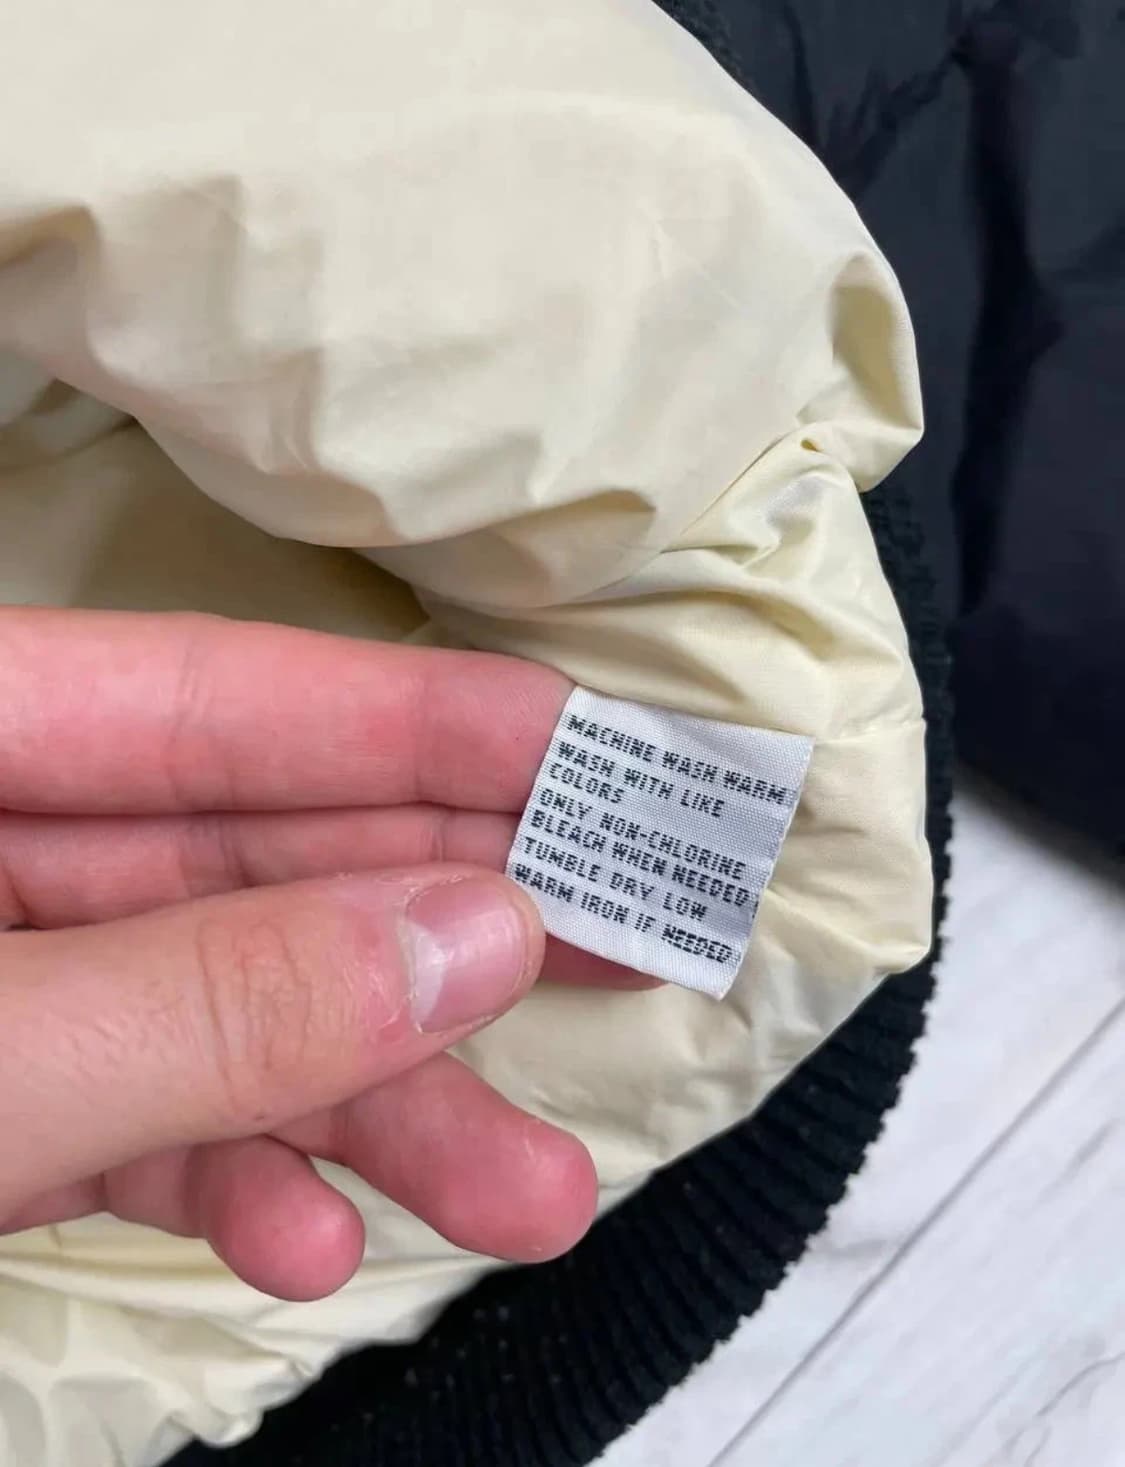 MACHINE WASH WARM
WASH WITH LIKE
COLORS
ONLY NON-CHLORINE
BLEACH WHEN NEEDED
TUMBLE DRY LOW
WARM IRON IF NEEDED